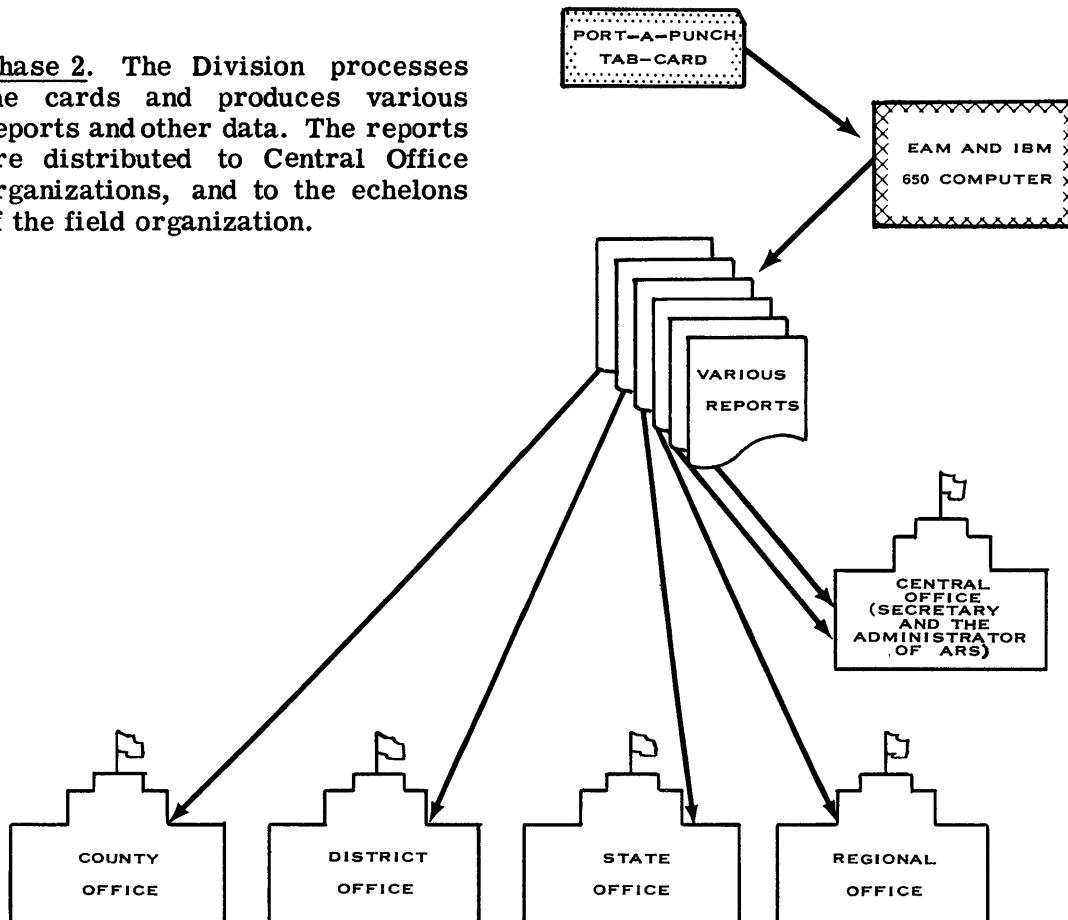 hase 2. The Division processes
he cards and produces various
eports and other data. The reports
re distributed to Central Office
rganizations, and to the echelons
f the field organization.
PORT-A-PUNCH
TAB-CARD
EAM AND IBM
650 COMPUTER
VARIOUS
REPORTS
CENTRAL
OFFICE
(SECRETARY
AND THE
ADMINISTRATOR
OF ARS)
COUNTY
OFFICE
DISTRICT
OFFICE
STATE
OFFICE
REGIONAL
OFFICE